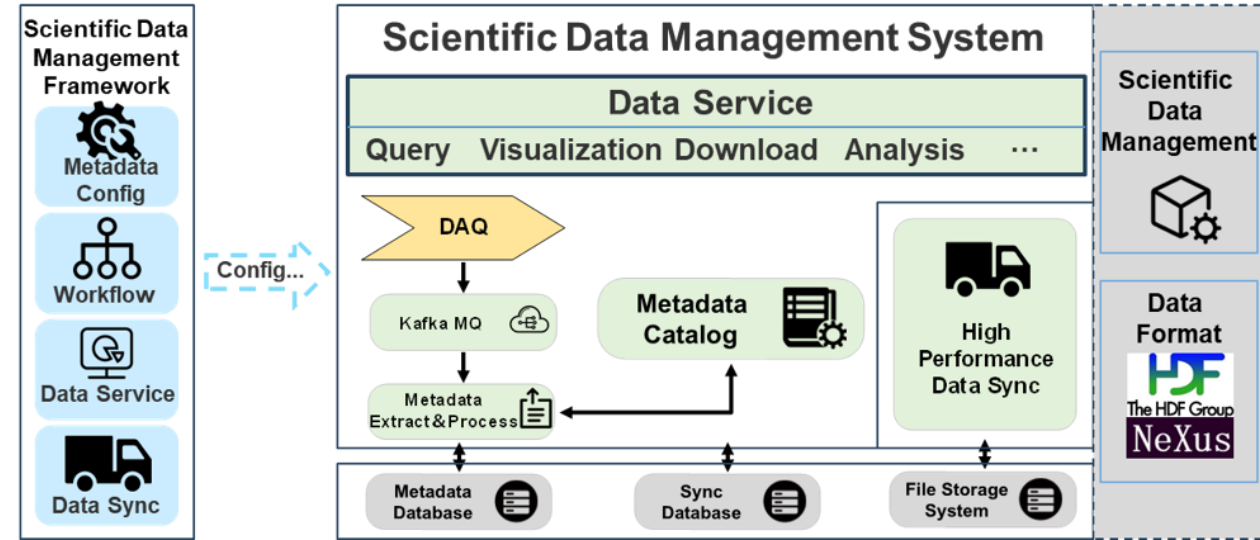 Scientific Data
Management
Framework
Metadata
Config
Workflow
Data Service
Data Sync
Config...
Scientific Data Management System
Data Service
Query Visualization Download Analysis ...
DAQ
Kafka MQ
Metadata
Extract&Process
Metadata
Catalog
High
Performance
Data Sync
Metadata
Database
Sync
Database
File Storage
System
Scientific
Data
Management
Data
Format
HDF
The HDF Group
NeXus